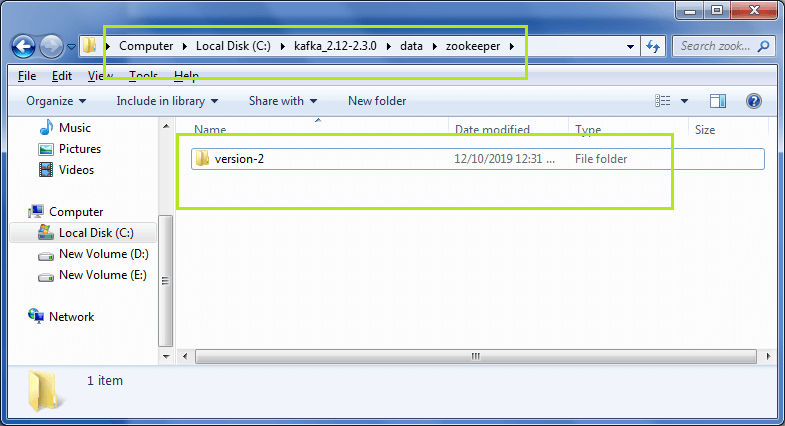 Computer Local Disk (C:) kafka_2.12-2.3.0 data zookeeper Search zook...
File Edit View Tools Help
Organize Include in library Share with New folder
Name Date modified Type Size
version-2 12/10/2019 12:31 ... File folder
Music
Pictures
Videos
Computer
Local Disk (C:)
New Volume (D:)
New Volume (E:)
Network
1 item